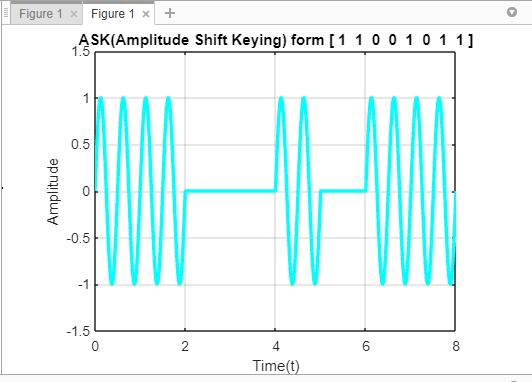 Figure 1 × Figure 1 × +
ASK(Amplitude Shift Keying) form [ 1 1 0 0 1 0 1 1 ]
1.5
1
0.5
0
-0.5
-1
-1.5
Amplitude
0 2 4 6 8
Time(t)